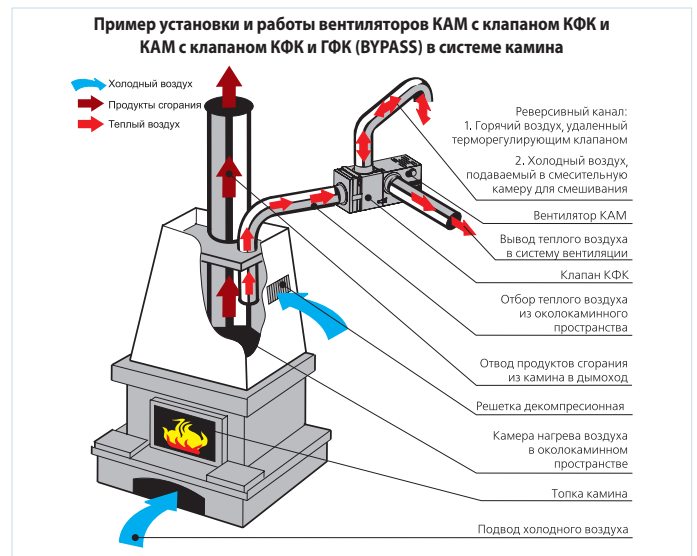 Пример установки и работы вентиляторов КАМ с клапаном КФК и
КАМ с клапаном КФК и ГФК (BYPASS) в системе камина
Холодный воздух
Продукты сгорания
Теплый воздух
Реверсивный канал:
1. Горячий воздух, удаленный
терморегулирующим клапаном
2. Холодный воздух,
подаваемый в смесительную
камеру для смешивания
Вентилятор КАМ
Вывод теплого воздуха
в систему вентиляции
Клапан КФК
Отбор теплого воздуха
из околокаминного
пространства
Отвод продуктов сгорания
из камина в дымоход
Решетка декомпресионная
Камера нагрева воздуха
в околокаминном
пространстве
Топка камина
Подвод холодного воздуха